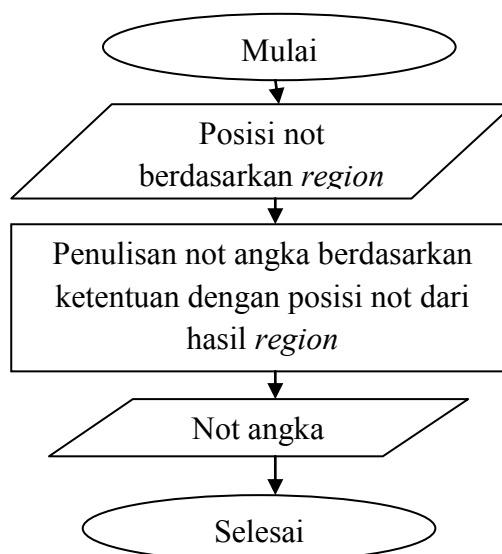 Mulai
Posisi not
berdasarkan region
Penulisan not angka berdasarkan
ketentuan dengan posisi not dari
hasil region
Not angka
Selesai